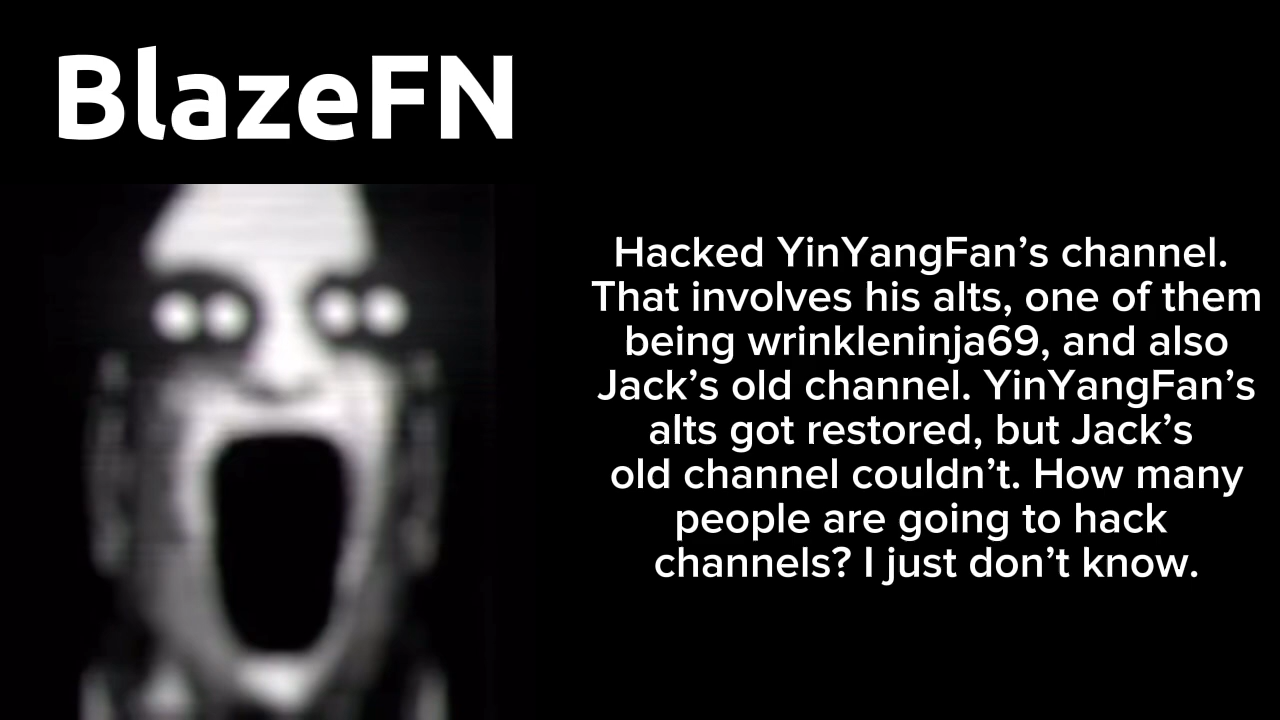 BlazeFN
Hacked YinYangFan’s channel.
That involves his alts, one of them
being wrinkleninja69, and also
Jack’s old channel. YinYangFan’s
alts got restored, but Jack’s
old channel couldn’t. How many
people are going to hack
channels? I just don’t know.